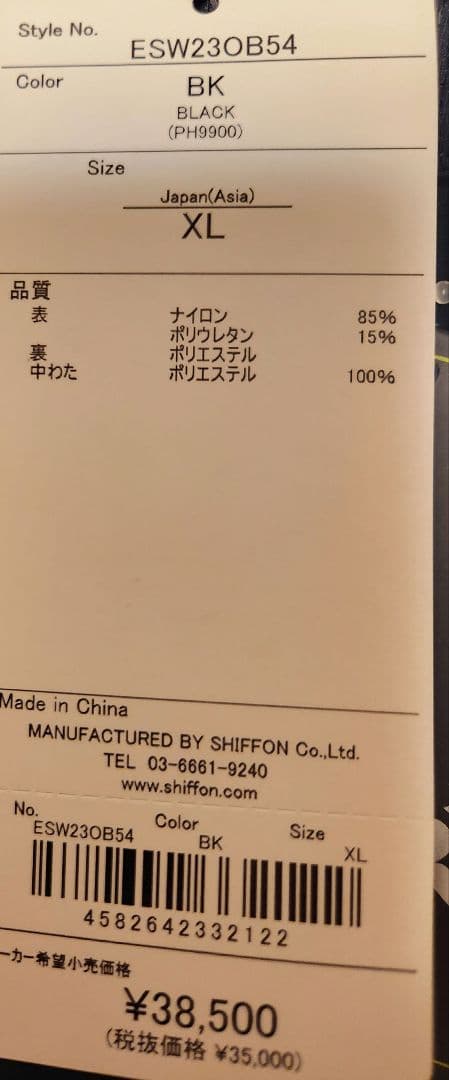 Style No. ESW23OB54
Color BK
BLACK
(PH9900)
Size
Japan(Asia)
XL
品質
表 ナイロン 85%
ポリウレタン 15%
裏 ポリエステル
中わた ポリエステル 100%
Made in China
MANUFACTURED BY SHIFFON Co.,Ltd.
TEL 03-6661-9240
www.shiffon.com
No. Color Size
ESW23OB54 BK XL
4582642332122
ーカー希望小売価格
¥38,500
(税抜価格 ¥35,000)